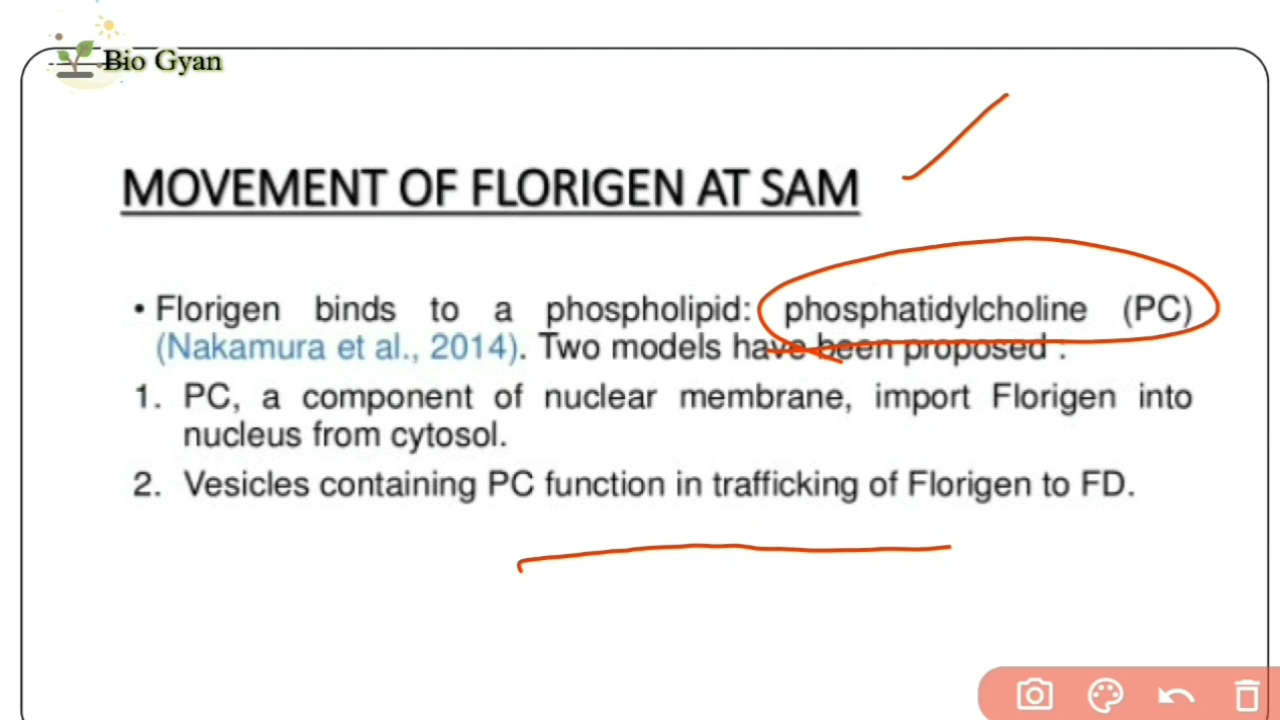 Bio Gyan
MOVEMENT OF FLORIGEN AT SAM
• Florigen binds to a phospholipid: phosphatidylcholine (PC)
(Nakamura et al., 2014). Two models have been proposed :
1. PC, a component of nuclear membrane, import Florigen into
nucleus from cytosol.
2. Vesicles containing PC function in trafficking of Florigen to FD.